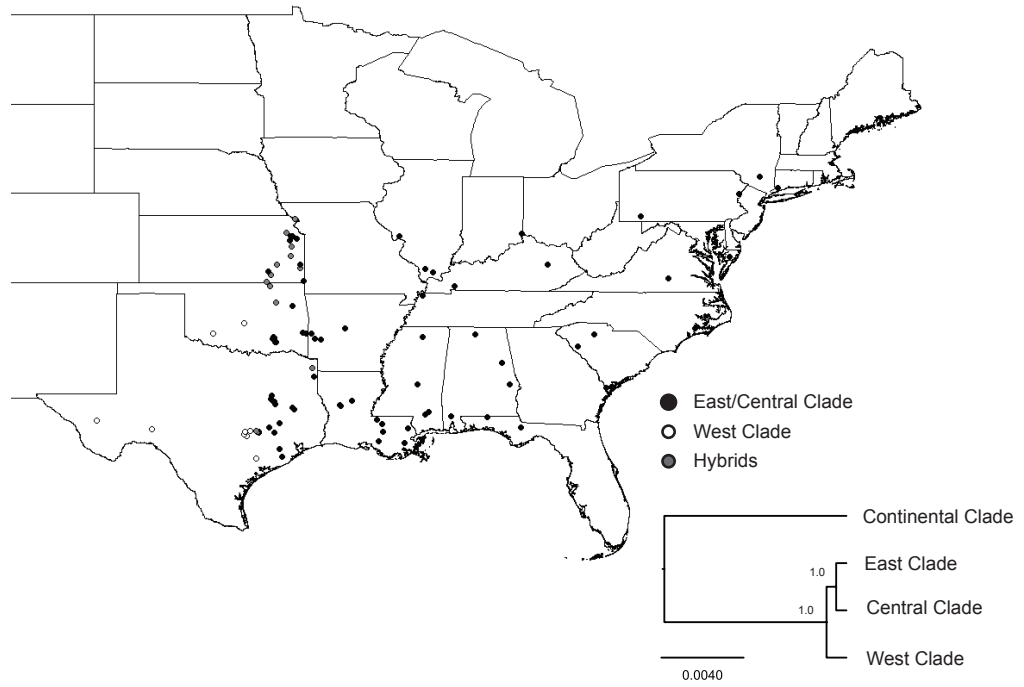 East/Central Clade
West Clade
Hybrids
Continental Clade
1.0
East Clade
1.0
Central Clade
West Clade
0.0040